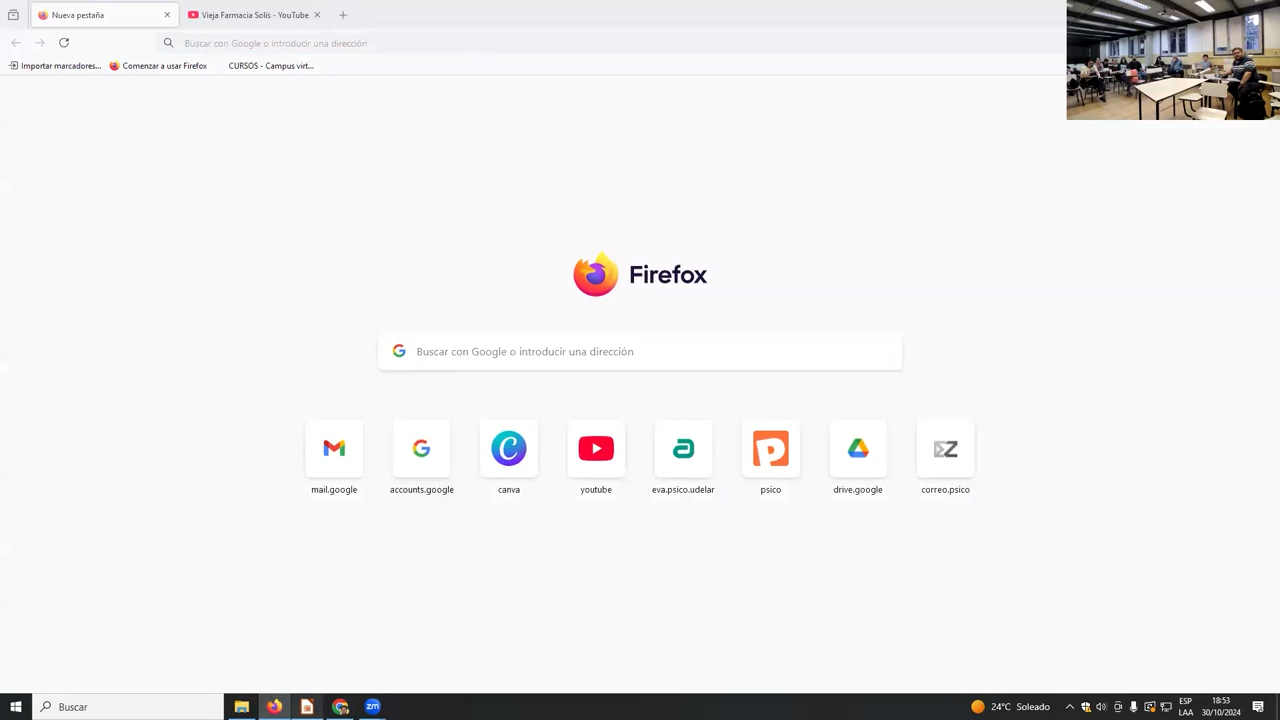 Nueva pestaña
Vieja Farmacia Solís - YouTube
Buscar con Google o introducir una dirección
Importar marcadores...
Comenzar a usar Firefox
CURSOS - Campus virt...
Firefox
Buscar con Google o introducir una dirección
mail.google
accounts.google
canva
youtube
eva.psico.udelar
psico
drive.google
correo.psico
Buscar
zm
24°C Soleado
ESP
LAA
18:53
30/10/2024